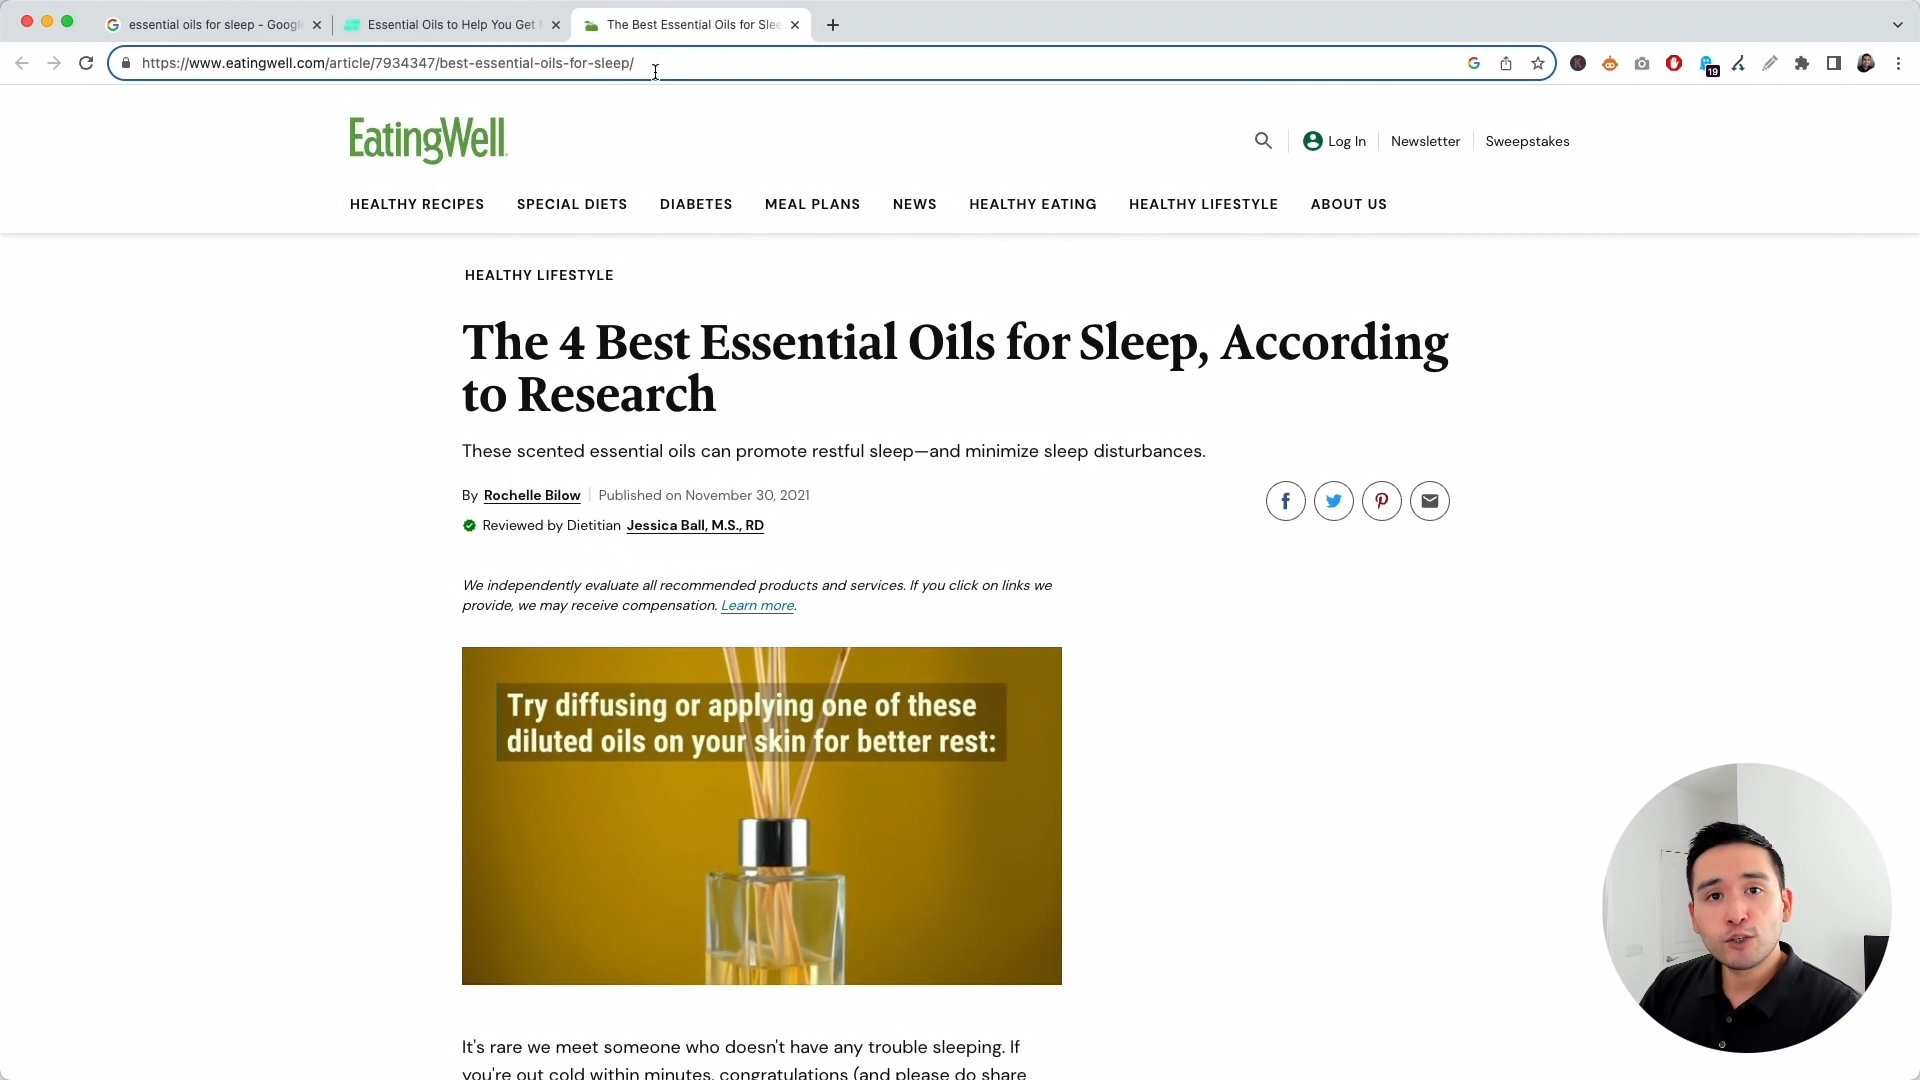 essential oils for sleep - Goog
Essential Oils to Help You Get
The Best Essential Oils for Slee
https://www.eatingwell.com/article/7934347/best-essential-oils-for-sleep/
19
EatingWell
Log In
Newsletter
Sweepstakes
HEALTHY RECIPES
SPECIAL DIETS
DIABETES
MEAL PLANS
NEWS
HEALTHY EATING
HEALTHY LIFESTYLE
ABOUT US
HEALTHY LIFESTYLE
The 4 Best Essential Oils for Sleep, According
to Research
These scented essential oils can promote restful sleep—and minimize sleep disturbances.
By Rochelle Bilow | Published on November 30, 2021
Reviewed by Dietitian Jessica Ball, M.S., RD
We independently evaluate all recommended products and services. If you click on links we
provide, we may receive compensation. Learn more.
Try diffusing or applying one of these
diluted oils on your skin for better rest:
It's rare we meet someone who doesn't have any trouble sleeping. If
you're out cold within minutes, congratulations (and please do share